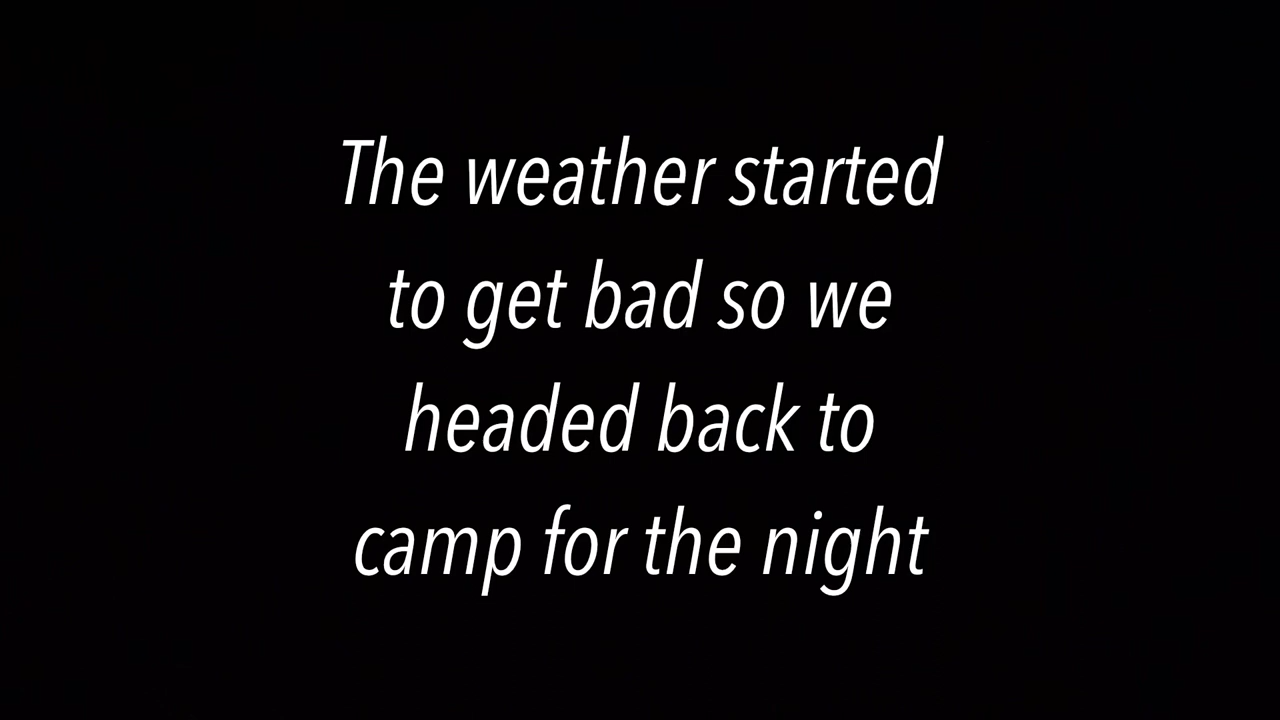 The weather started
to get bad so we
headed back to
camp for the night